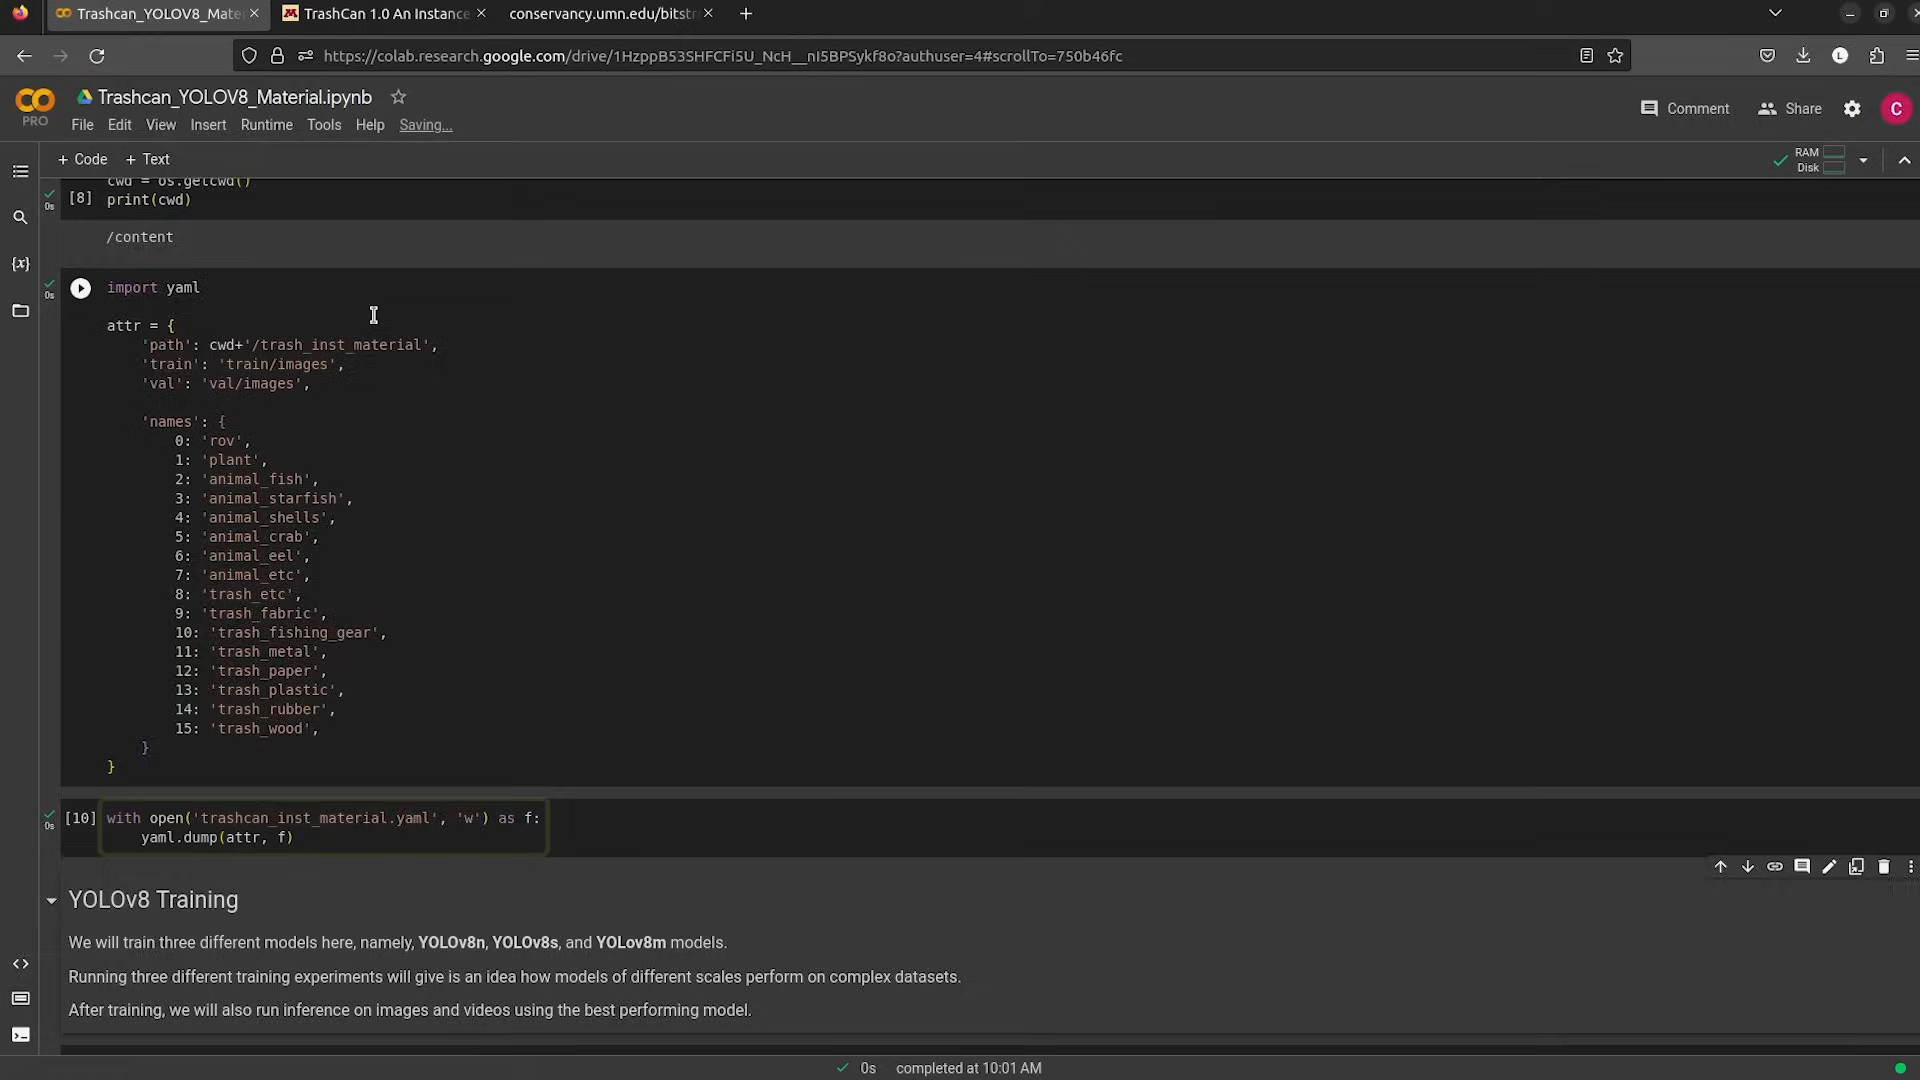 Trashcan_YOLOV8_Mate
TrashCan 1.0 An Instance
conservancy.umn.edu/bitst
https://colab.research.google.com/drive/1HzppB53SHFCFi5U_NcH__nI5BPSykf8o?authuser=4#scrollTo=750b46fc
L
Trashcan_YOLOV8_Material.ipynb
PRO
File Edit View Insert Runtime Tools Help Saving...
Comment
Share
C
+ Code + Text
RAM
Disk
cwd = os.getcwd()
0s [8] print(cwd)
/content
0s import yaml
attr = {
'path': cwd+'/trash_inst_material',
'train': 'train/images',
'val': 'val/images',
'names': {
0: 'rov',
1: 'plant',
2: 'animal_fish',
3: 'animal_starfish',
4: 'animal_shells',
5: 'animal_crab',
6: 'animal_eel',
7: 'animal_etc',
8: 'trash_etc',
9: 'trash_fabric',
10: 'trash_fishing_gear',
11: 'trash_metal',
12: 'trash_paper',
13: 'trash_plastic',
14: 'trash_rubber',
15: 'trash_wood',
}
}
0s [10] with open('trashcan_inst_material.yaml', 'w') as f:
yaml.dump(attr, f)
YOLOv8 Training
We will train three different models here, namely, YOLOv8n, YOLOv8s, and YOLov8m models.
Running three different training experiments will give is an idea how models of different scales perform on complex datasets.
After training, we will also run inference on images and videos using the best performing model.
0s completed at 10:01 AM